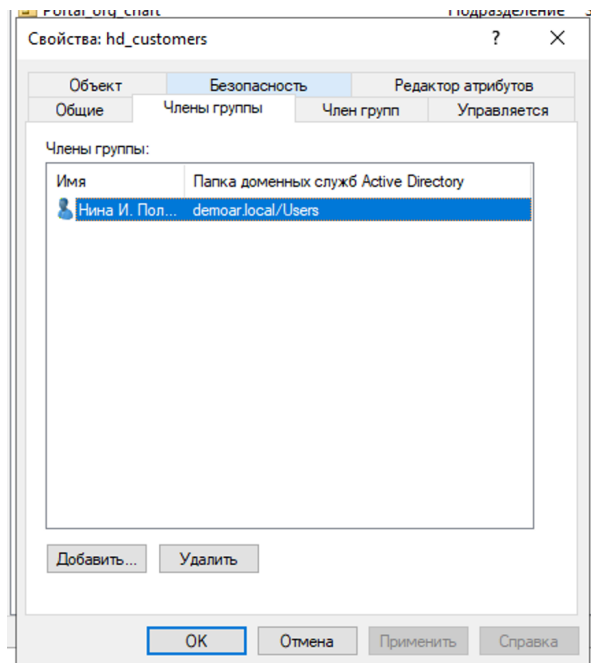 Portal_org_chart Подразделение
Свойства: hd_customers ? ×
Объект Безопасность Редактор атрибутов
Общие Члены группы Член групп Управляется
Члены группы:
Имя Папка доменных служб Active Directory
Нина И. Пол... demoar.local/Users
Добавить... Удалить
OK Отмена Применить Справка